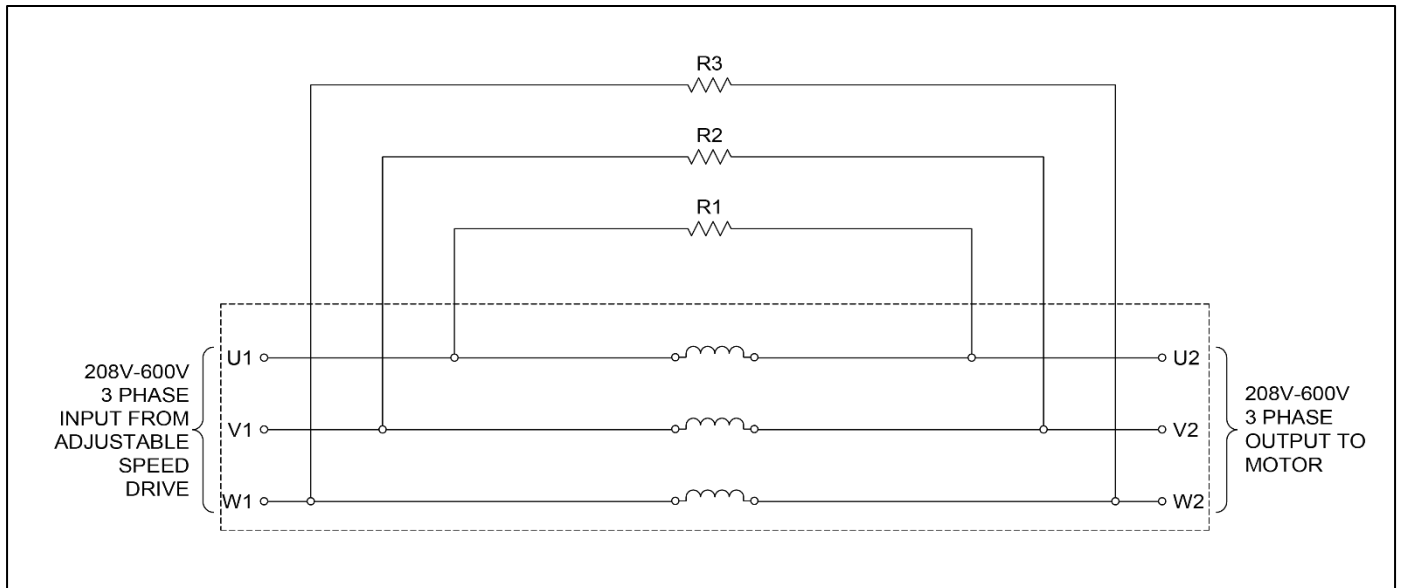 R3
R2
R1
208V-600V
3 PHASE
INPUT FROM
ADJUSTABLE
SPEED
DRIVE
U1
V1
W1
U2
V2
W2
208V-600V
3 PHASE
OUTPUT TO
MOTOR